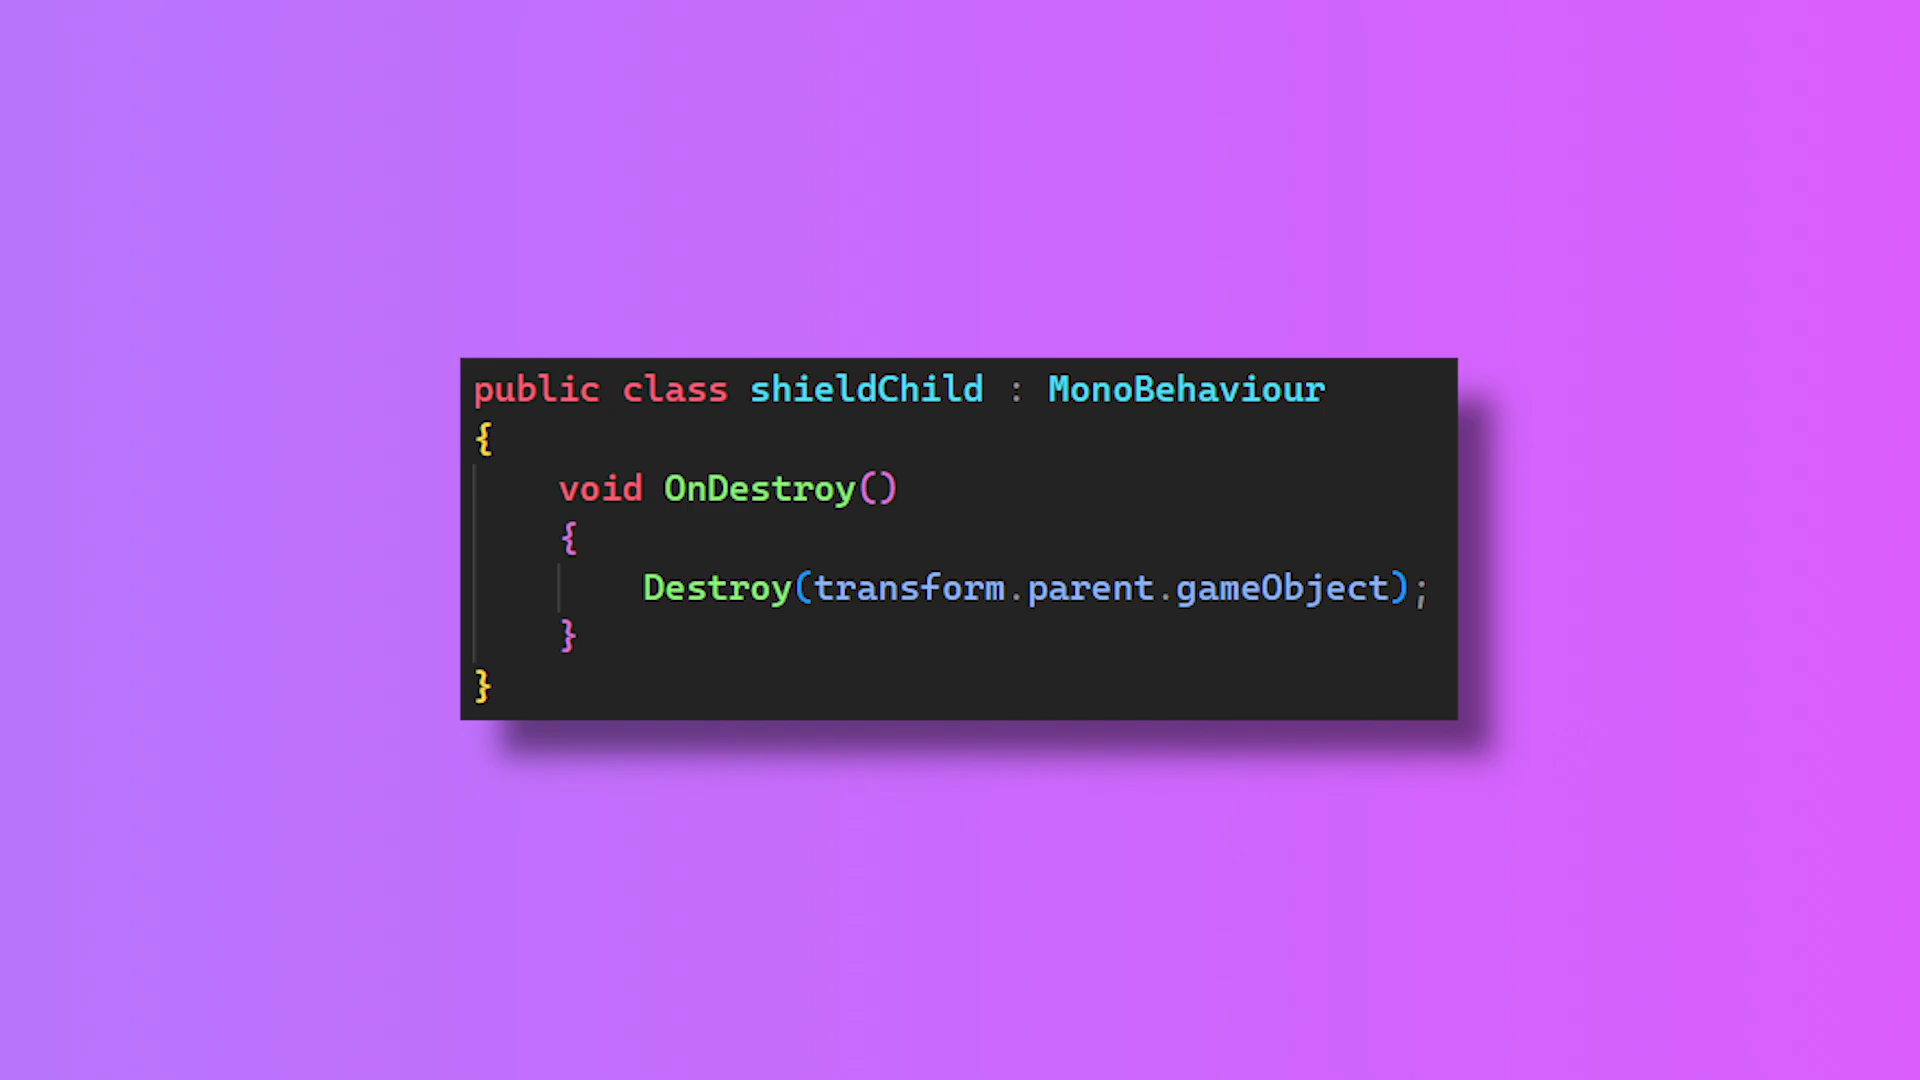 public class shieldChild : MonoBehaviour
{
    void OnDestroy()
    {
        Destroy(transform.parent.gameObject);
    }
}